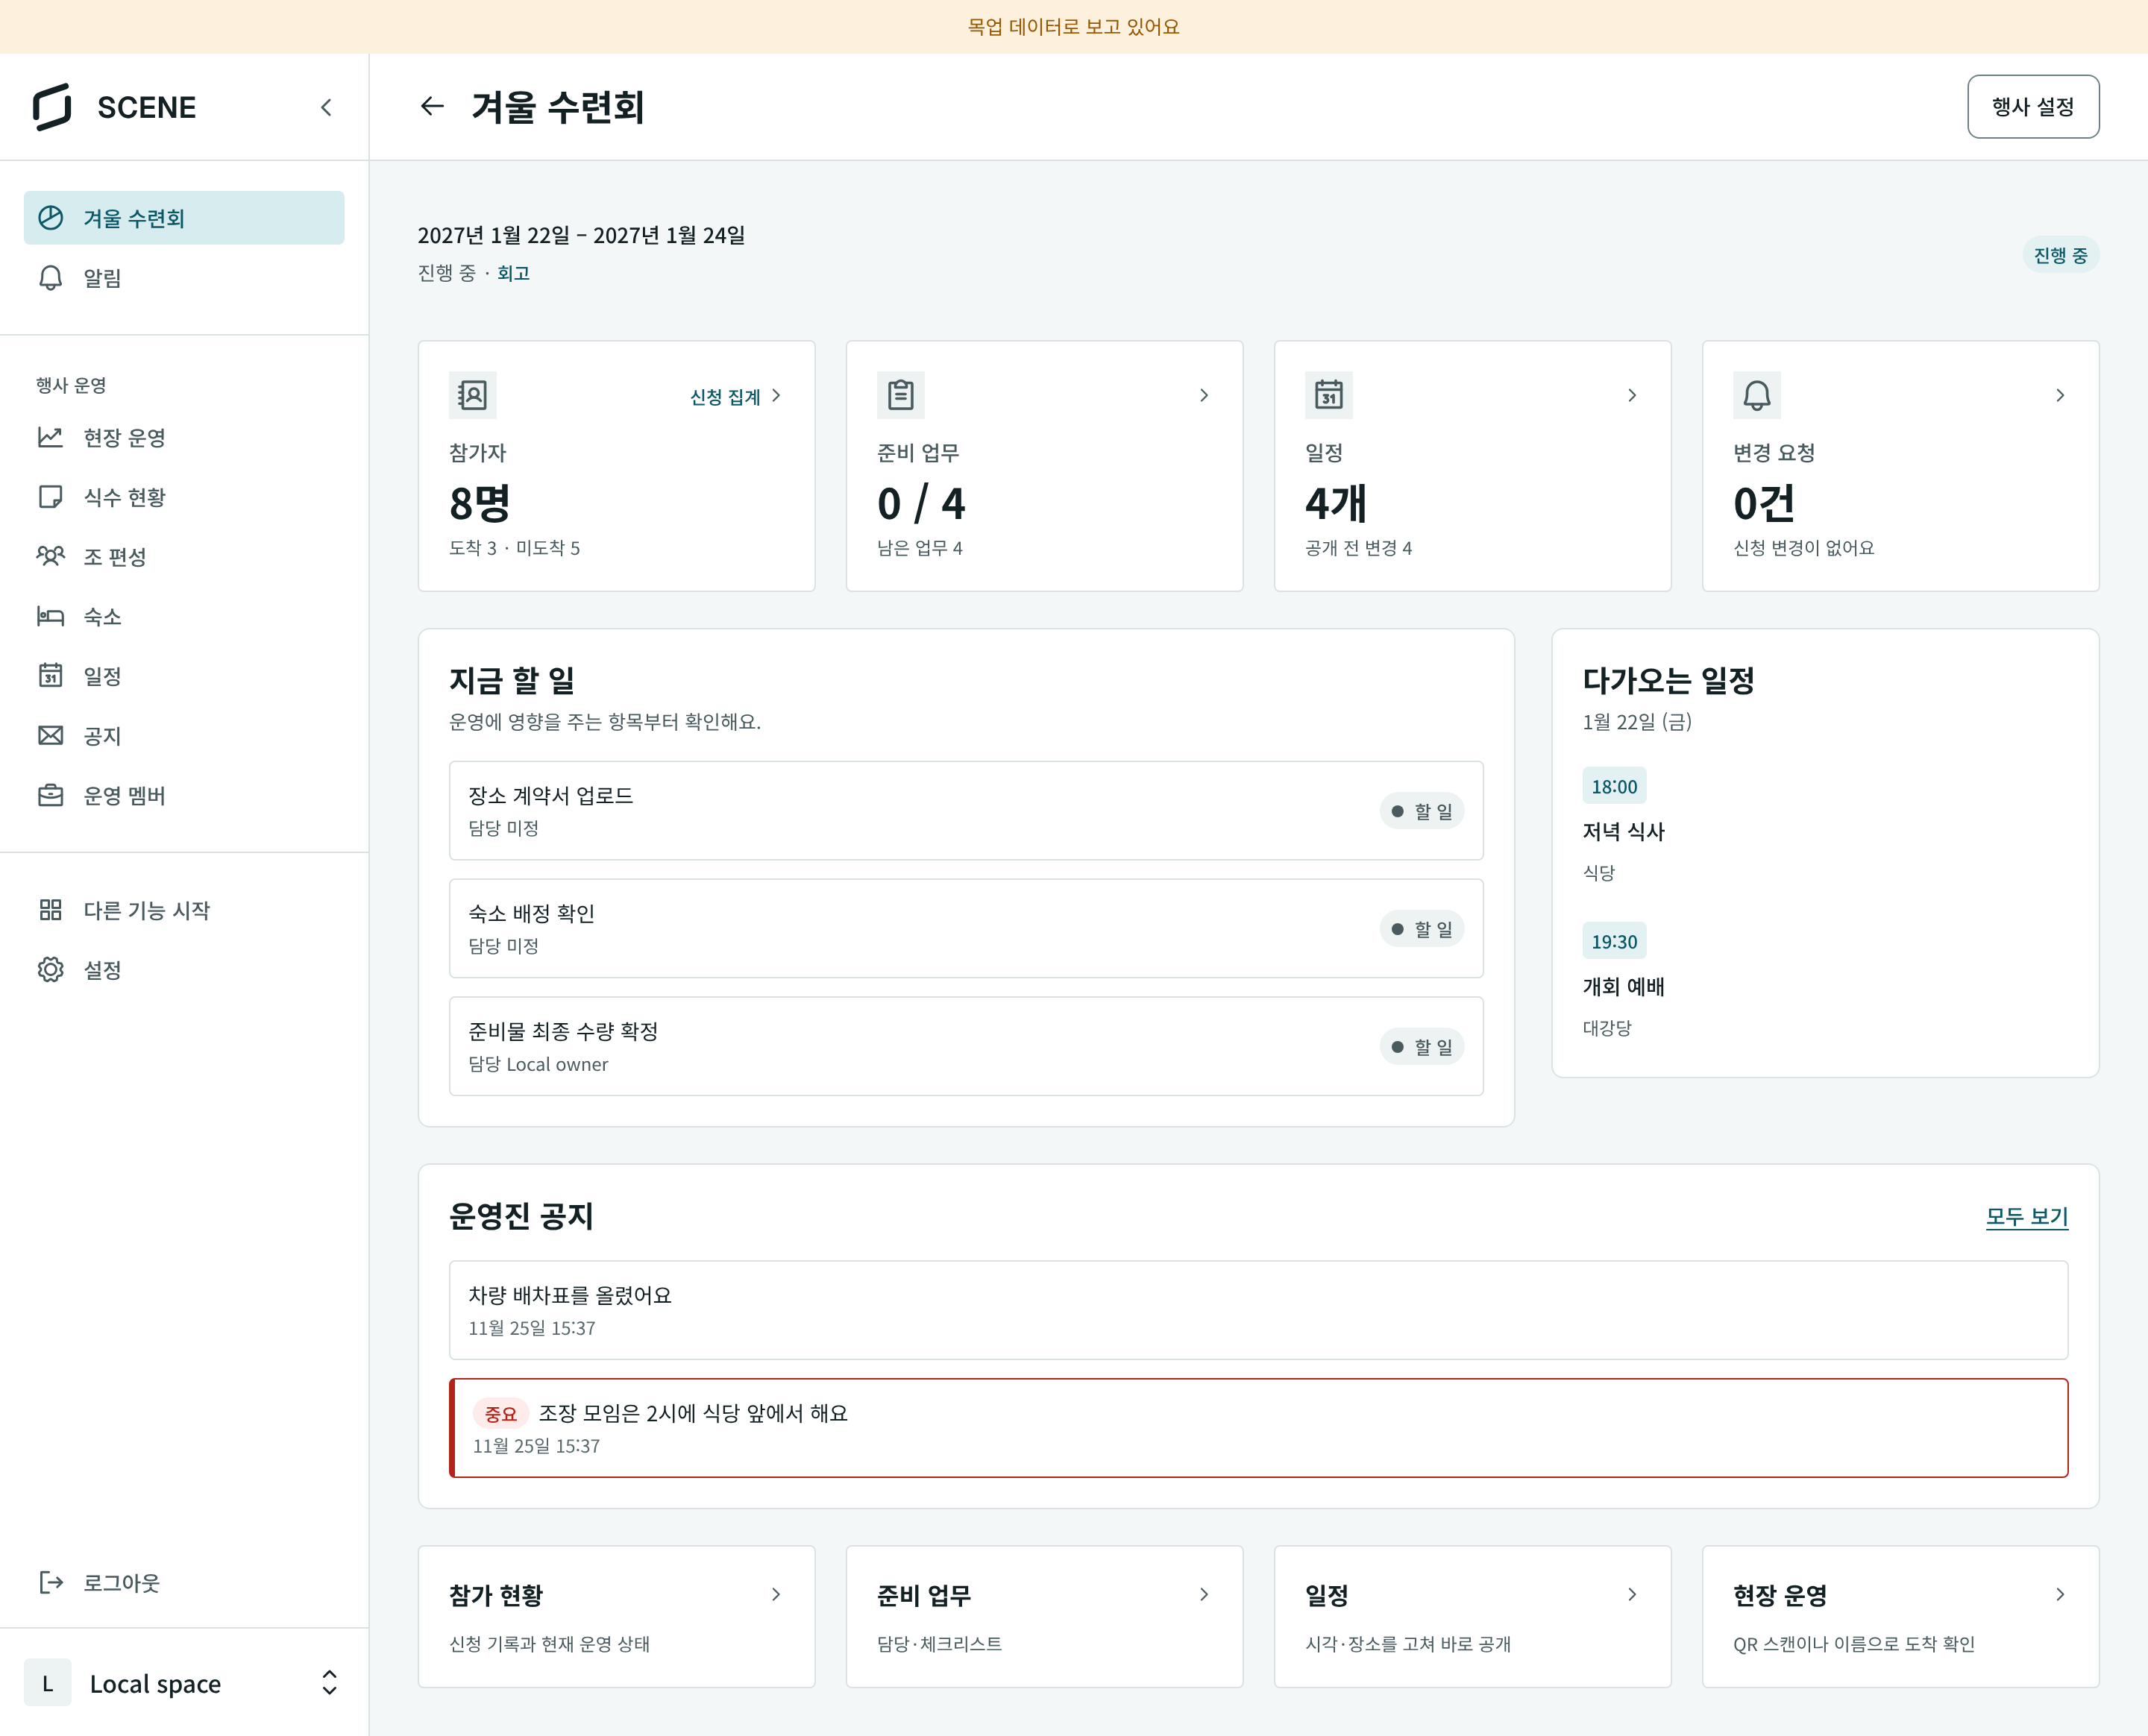 목업 데이터로 보고 있어요
SCENE
겨울 수련회
알림
행사 운영
현장 운영
식수 현황
조 편성
숙소
일정
공지
운영 멤버
다른 기능 시작
설정
로그아웃
L Local space
겨울 수련회
행사 설정
2027년 1월 22일 – 2027년 1월 24일
진행 중 · 회고
진행 중
신청 집계
참가자
8명
도착 3 · 미도착 5
준비 업무
0 / 4
남은 업무 4
31
일정
4개
공개 전 변경 4
변경 요청
0건
신청 변경이 없어요
지금 할 일
운영에 영향을 주는 항목부터 확인해요.
장소 계약서 업로드
담당 미정
할 일
숙소 배정 확인
담당 미정
할 일
준비물 최종 수량 확정
담당 Local owner
할 일
다가오는 일정
1월 22일 (금)
18:00
저녁 식사
식당
19:30
개회 예배
대강당
운영진 공지
모두 보기
차량 배차표를 올렸어요
11월 25일 15:37
중요 조장 모임은 2시에 식당 앞에서 해요
11월 25일 15:37
참가 현황
신청 기록과 현재 운영 상태
준비 업무
담당·체크리스트
일정
시각·장소를 고쳐 바로 공개
현장 운영
QR 스캔이나 이름으로 도착 확인